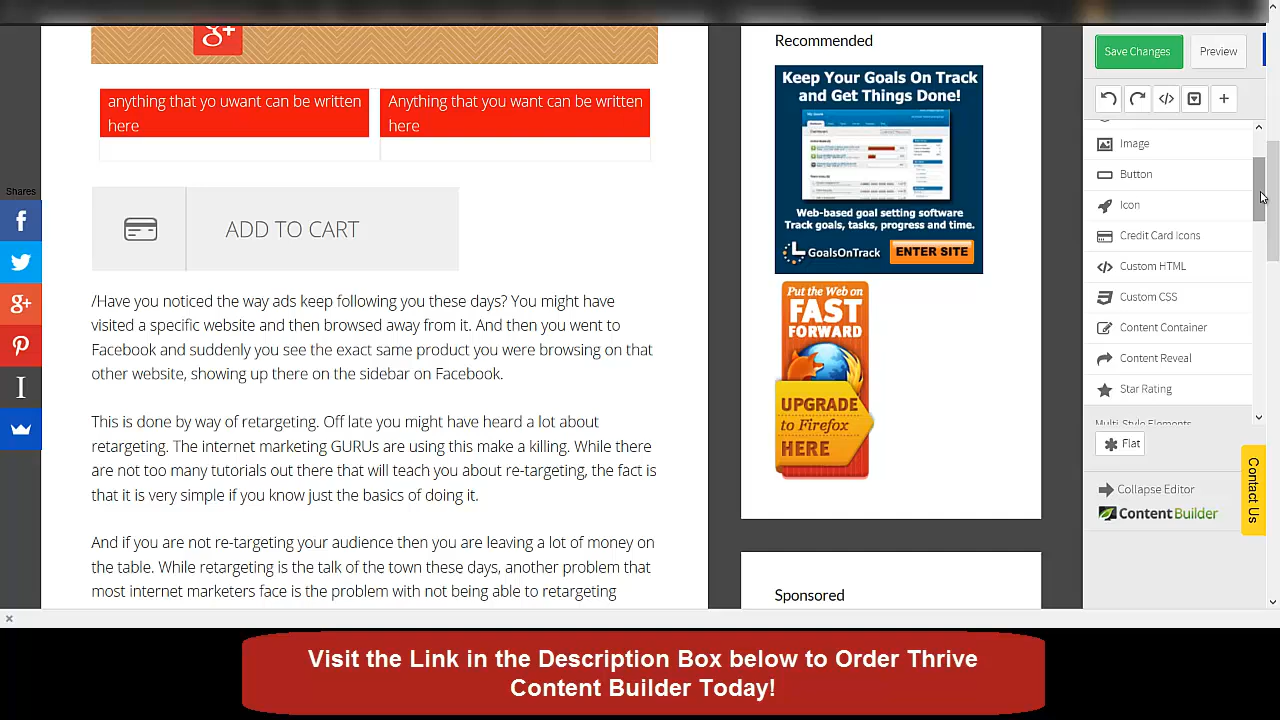 g+
anything that yo uwant can be written
here
Anything that you want can be written
here
ADD TO CART
/Have you noticed the way ads keep following you these days? You might have
visited a specific website and then browsed away from it. And then you went to
Facebook and suddenly you see the exact same product you were browsing on that
other website, showing up there on the sidebar on Facebook.
This is done by way of retargeting. Off late you might have heard a lot about
retargeting. The internet marketing GURUs are using this make a killing. While there
are not too many tutorials out there that will teach you about re-targeting, the fact is
that it is very simple if you know just the basics of doing it.
And if you are not re-targeting your audience then you are leaving a lot of money on
the table. While retargeting is the talk of the town these days, another problem that
most internet marketers face is the problem with not being able to retargeting
Shares
f
g+
I
Recommended
Keep Your Goals On Track
and Get Things Done!
Web-based goal setting software
Track goals, tasks, progress and time.
GoalsOnTrack
ENTER SITE
Put the Web on
FAST
FORWARD
UPGRADE
to Firefox
HERE
Sponsored
Save Changes
Preview
Image
Button
Icon
Credit Card Icons
Custom HTML
Custom CSS
Content Container
Content Reveal
Star Rating
Multi-Style Elements
Flat
Collapse Editor
Content Builder
Contact Us
Visit the Link in the Description Box below to Order Thrive
Content Builder Today!